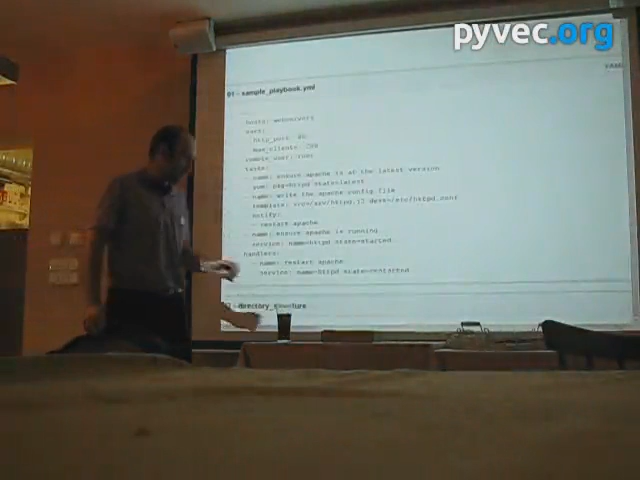 pyvec.org
YAML
01 - sample_playbook.yml
- hosts: webservers
vars:
http_port: 80
max_clients: 200
remote_user: root
tasks:
- name: ensure apache is at the latest version
yum: pkg=httpd state=latest
- name: write the apache config file
template: src=/srv/httpd.j2 dest=/etc/httpd.conf
notify:
- restart apache
- name: ensure apache is running
service: name=httpd state=started
handlers:
- name: restart apache
service: name=httpd state=restarted
directory_structure